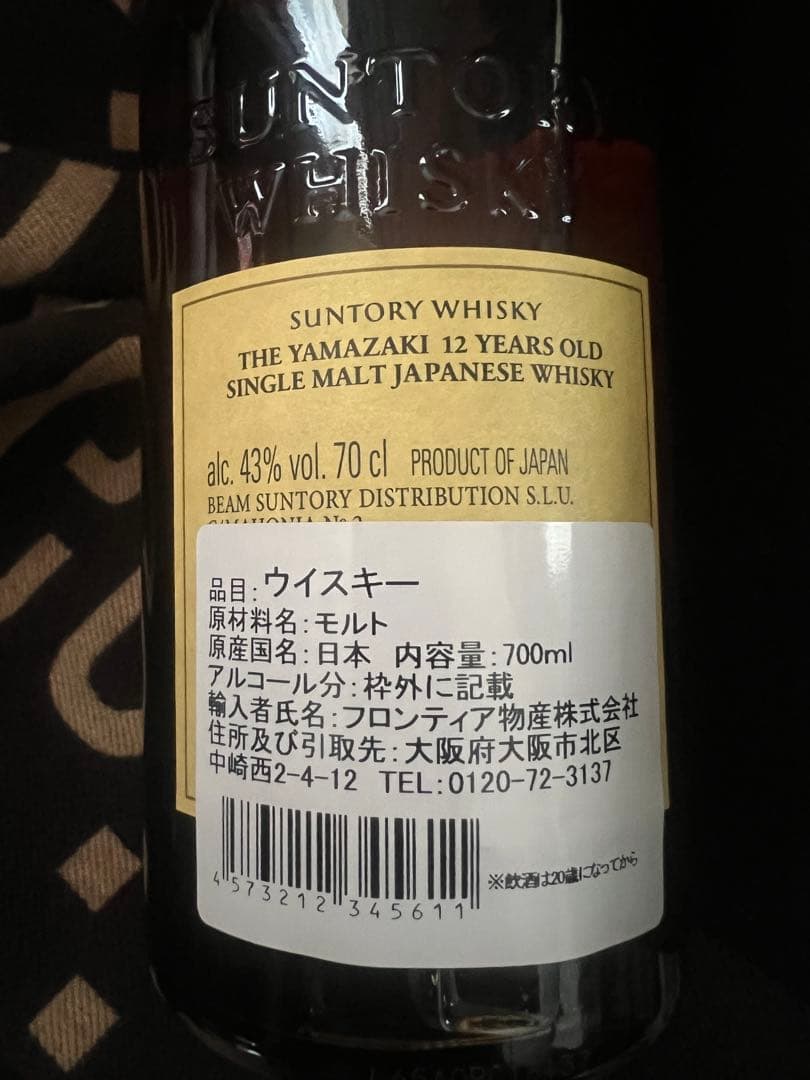 SUNTORY
WHISKY
SUNTORY WHISKY
THE YAMAZAKI 12 YEARS OLD
SINGLE MALT JAPANESE WHISKY
alc. 43% vol. 70 cl PRODUCT OF JAPAN
BEAM SUNTORY DISTRIBUTION S.L.U.
品目:ウイスキー
原材料名:モルト
原産国名:日本 内容量:700ml
アルコール分:枠外に記載
輸入者氏名:フロンティア物産株式会社
住所及び引取先:大阪府大阪市北区
中崎西2-4-12 TEL:0120-72-3137
4 573212 345611
※飲酒は20歳になってから